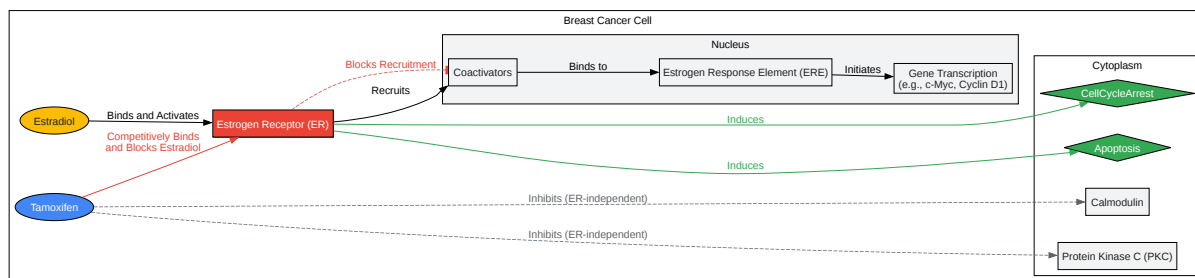 Breast Cancer Cell
Nucleus
Blocks Recruitment
Coactivators
Binds to
Estrogen Response Element (ERE)
Initiates
Gene Transcription
(e.g., c-Myc, Cyclin D1)
Cytoplasm
CellCycleArrest
Recruits
Estradiol
Binds and Activates
Estrogen Receptor (ER)
Induces
Competitively Binds
and Blocks Estradiol
Apoptosis
Induces
Tamoxifen
Inhibits (ER-independent)
Calmodulin
Inhibits (ER-independent)
Protein Kinase C (PKC)